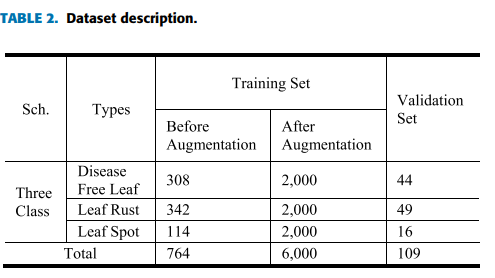 TABLE 2. Dataset description.
Sch. Types Training Set Validation Set
Before Augmentation After Augmentation
Three Class Disease Free Leaf 308 2,000 44
Leaf Rust 342 2,000 49
Leaf Spot 114 2,000 16
Total 764 6,000 109